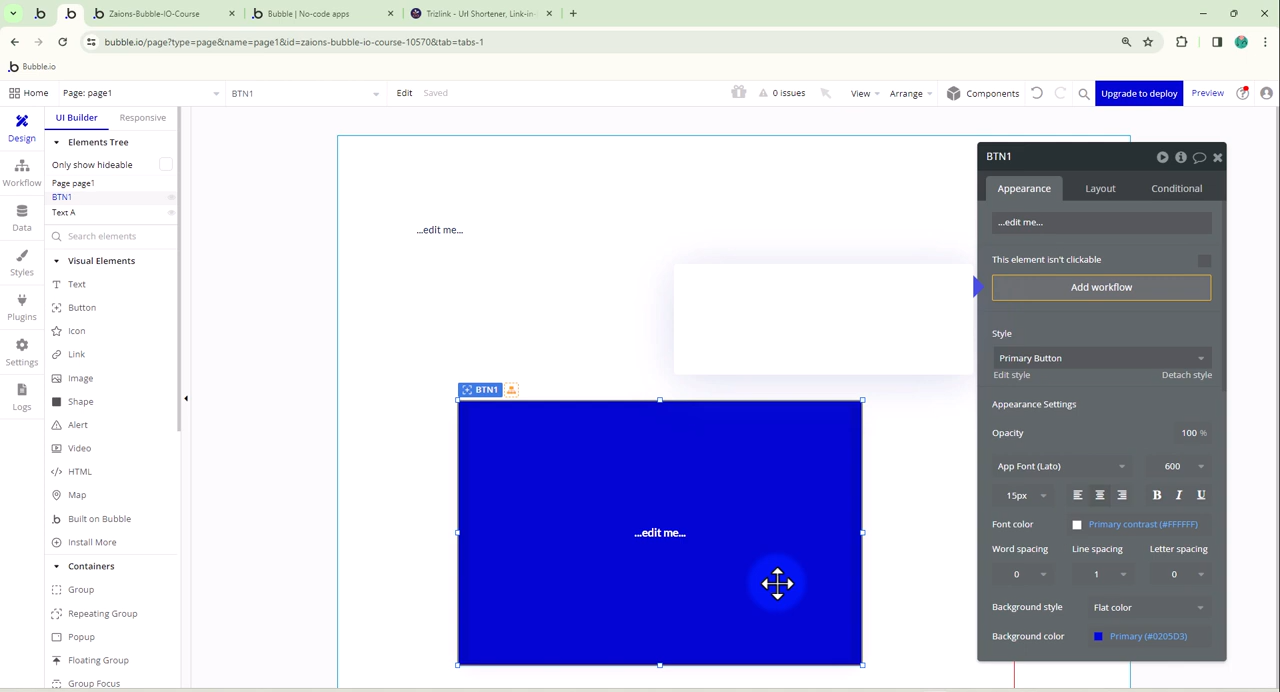 Zaions-Bubble-IO-Course
Bubble | No-code apps
Trizlink - Url Shortener, Link-in-
bubble.io/page?type=page&name=page1&id=zaions-bubble-io-course-10570&tab=tabs-1
Bubble.io
Home
Page: page1
BTN1
Edit
Saved
0 issues
View
Arrange
Components
Upgrade to deploy
Preview
Design
Workflow
Data
Styles
Plugins
Settings
Logs
UI Builder
Responsive
Elements Tree
Only show hideable
Page page1
BTN1
Text A
Search elements
Visual Elements
Text
Button
Icon
Link
Image
Shape
Alert
Video
HTML
Map
Built on Bubble
Install More
Containers
Group
Repeating Group
Popup
Floating Group
Group Focus
...edit me...
BTN1
...edit me...
BTN1
Appearance
Layout
Conditional
...edit me...
This element isn't clickable
Add workflow
Style
Primary Button
Edit style
Detach style
Appearance Settings
Opacity
100 %
App Font (Lato)
600
15px
B
I
U
Font color
Primary contrast (#FFFFFF)
Word spacing
Line spacing
Letter spacing
0
1
0
Background style
Flat color
Background color
Primary (#0205D3)